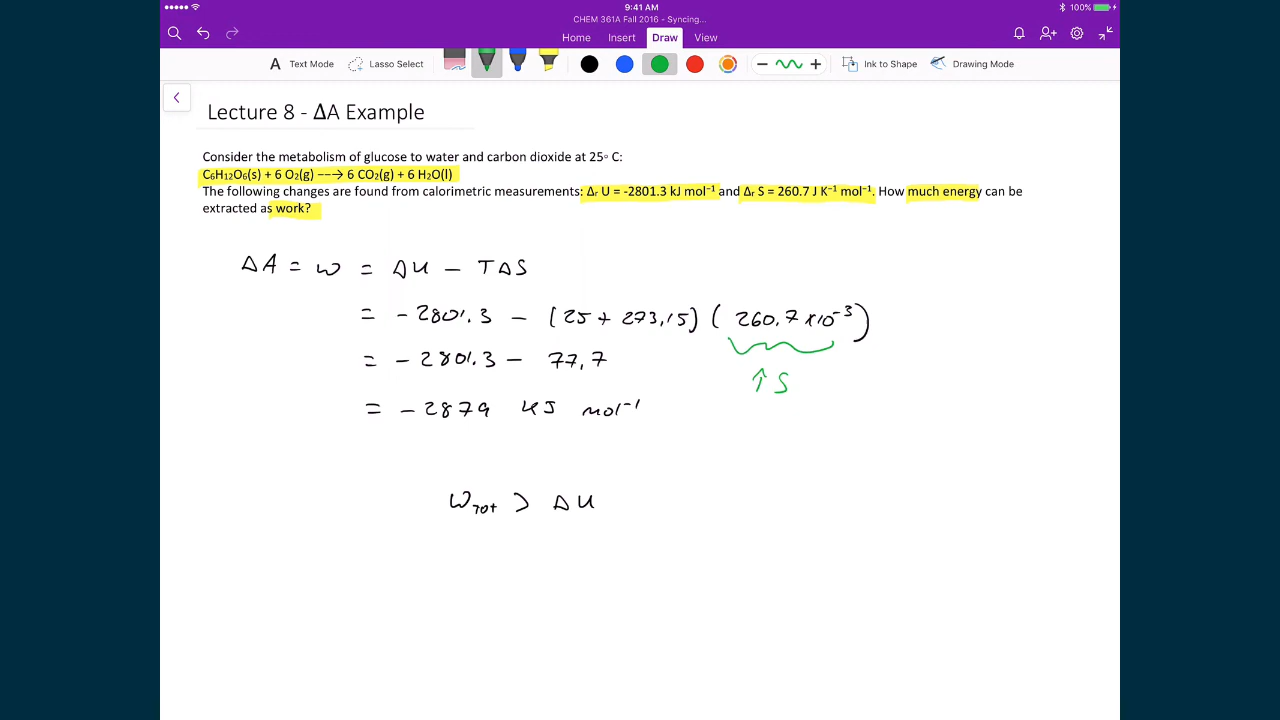 9:41 AM
100%
CHEM 361A Fall 2016 - Syncing...
Home Insert Draw View
A Text Mode Lasso Select Ink to Shape Drawing Mode
Lecture 8 - ΔA Example
Consider the metabolism of glucose to water and carbon dioxide at 25◦ C:
C₆H₁₂O₆(s) + 6 O₂(g) ---→ 6 CO₂(g) + 6 H₂O(l)
The following changes are found from calorimetric measurements: Δᵣ U = -2801.3 kJ mol⁻¹ and Δᵣ S = 260.7 J K⁻¹ mol⁻¹. How much energy can be
extracted as work?
ΔA = w = ΔU - TΔS
= -2801.3 - (25 + 273.15) (260.7 x10⁻³)
= -2801.3 - 77.7
↑ S
= -2879 kJ mol⁻¹
WTOT > ΔU